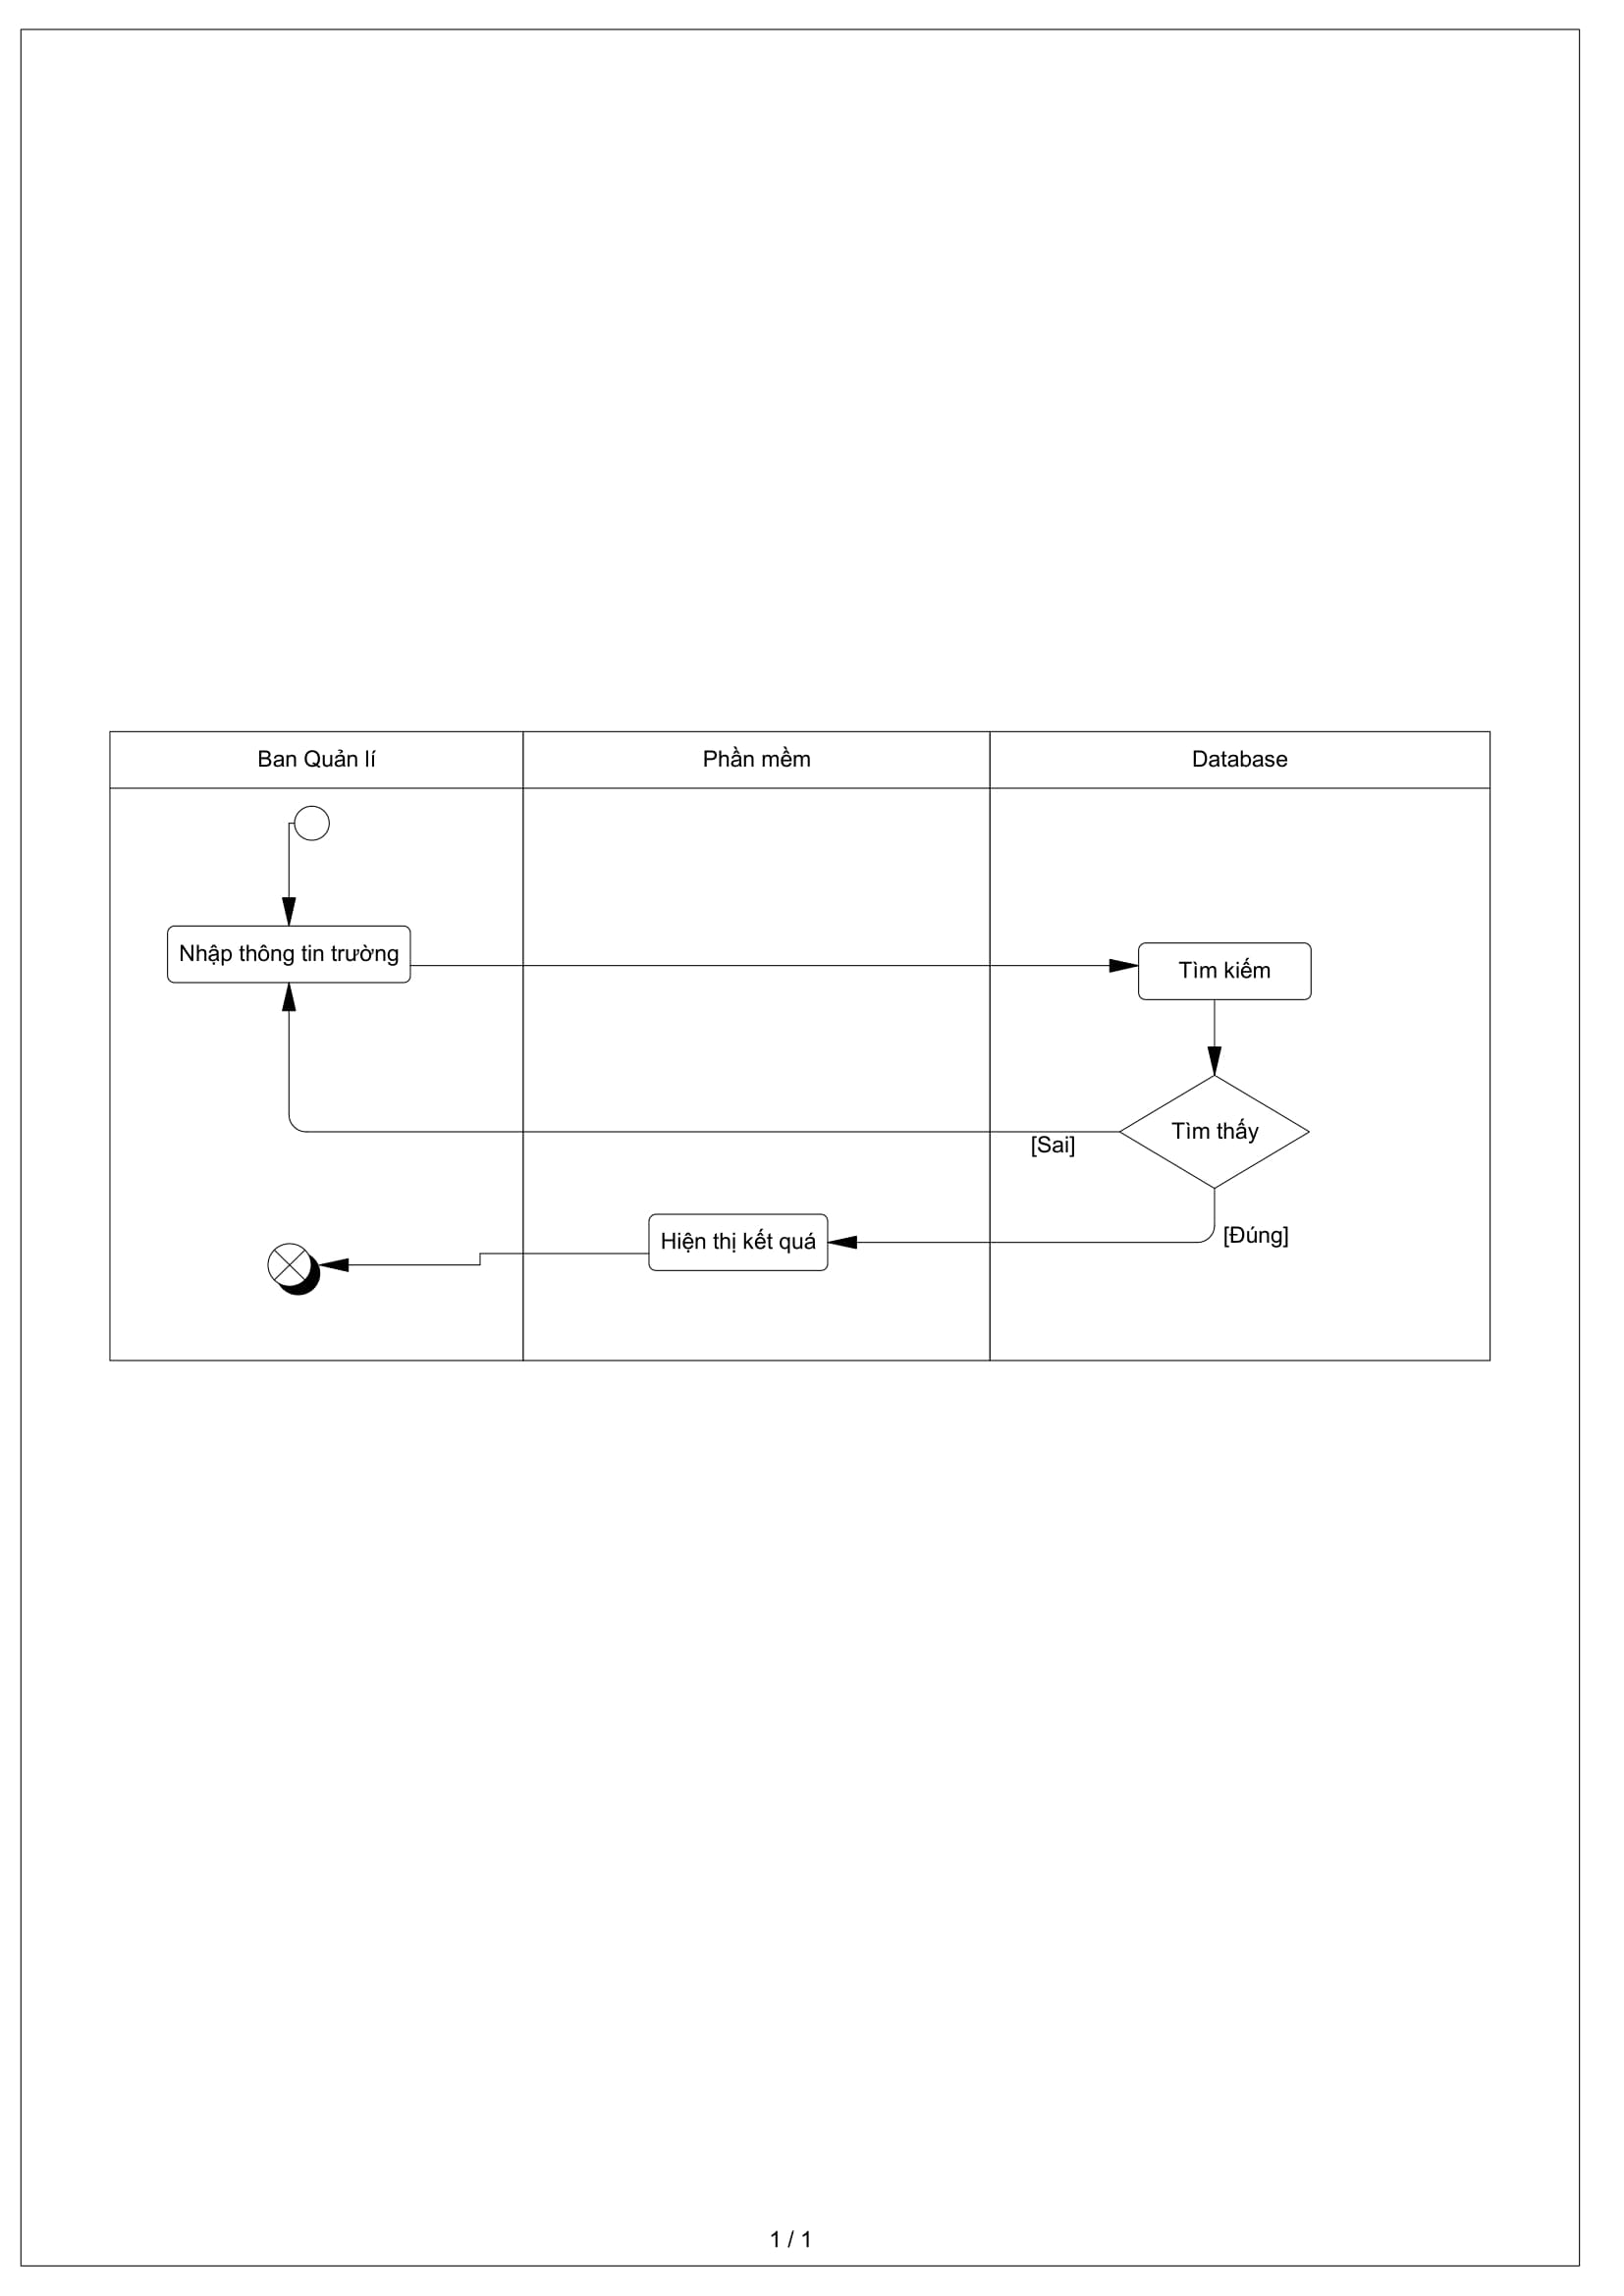 Ban Quản lí
Phần mềm
Database
Nhập thông tin trường
Tìm kiếm
Tìm thấy
[Sai]
[Đúng]
Hiện thị kết quá
1 / 1